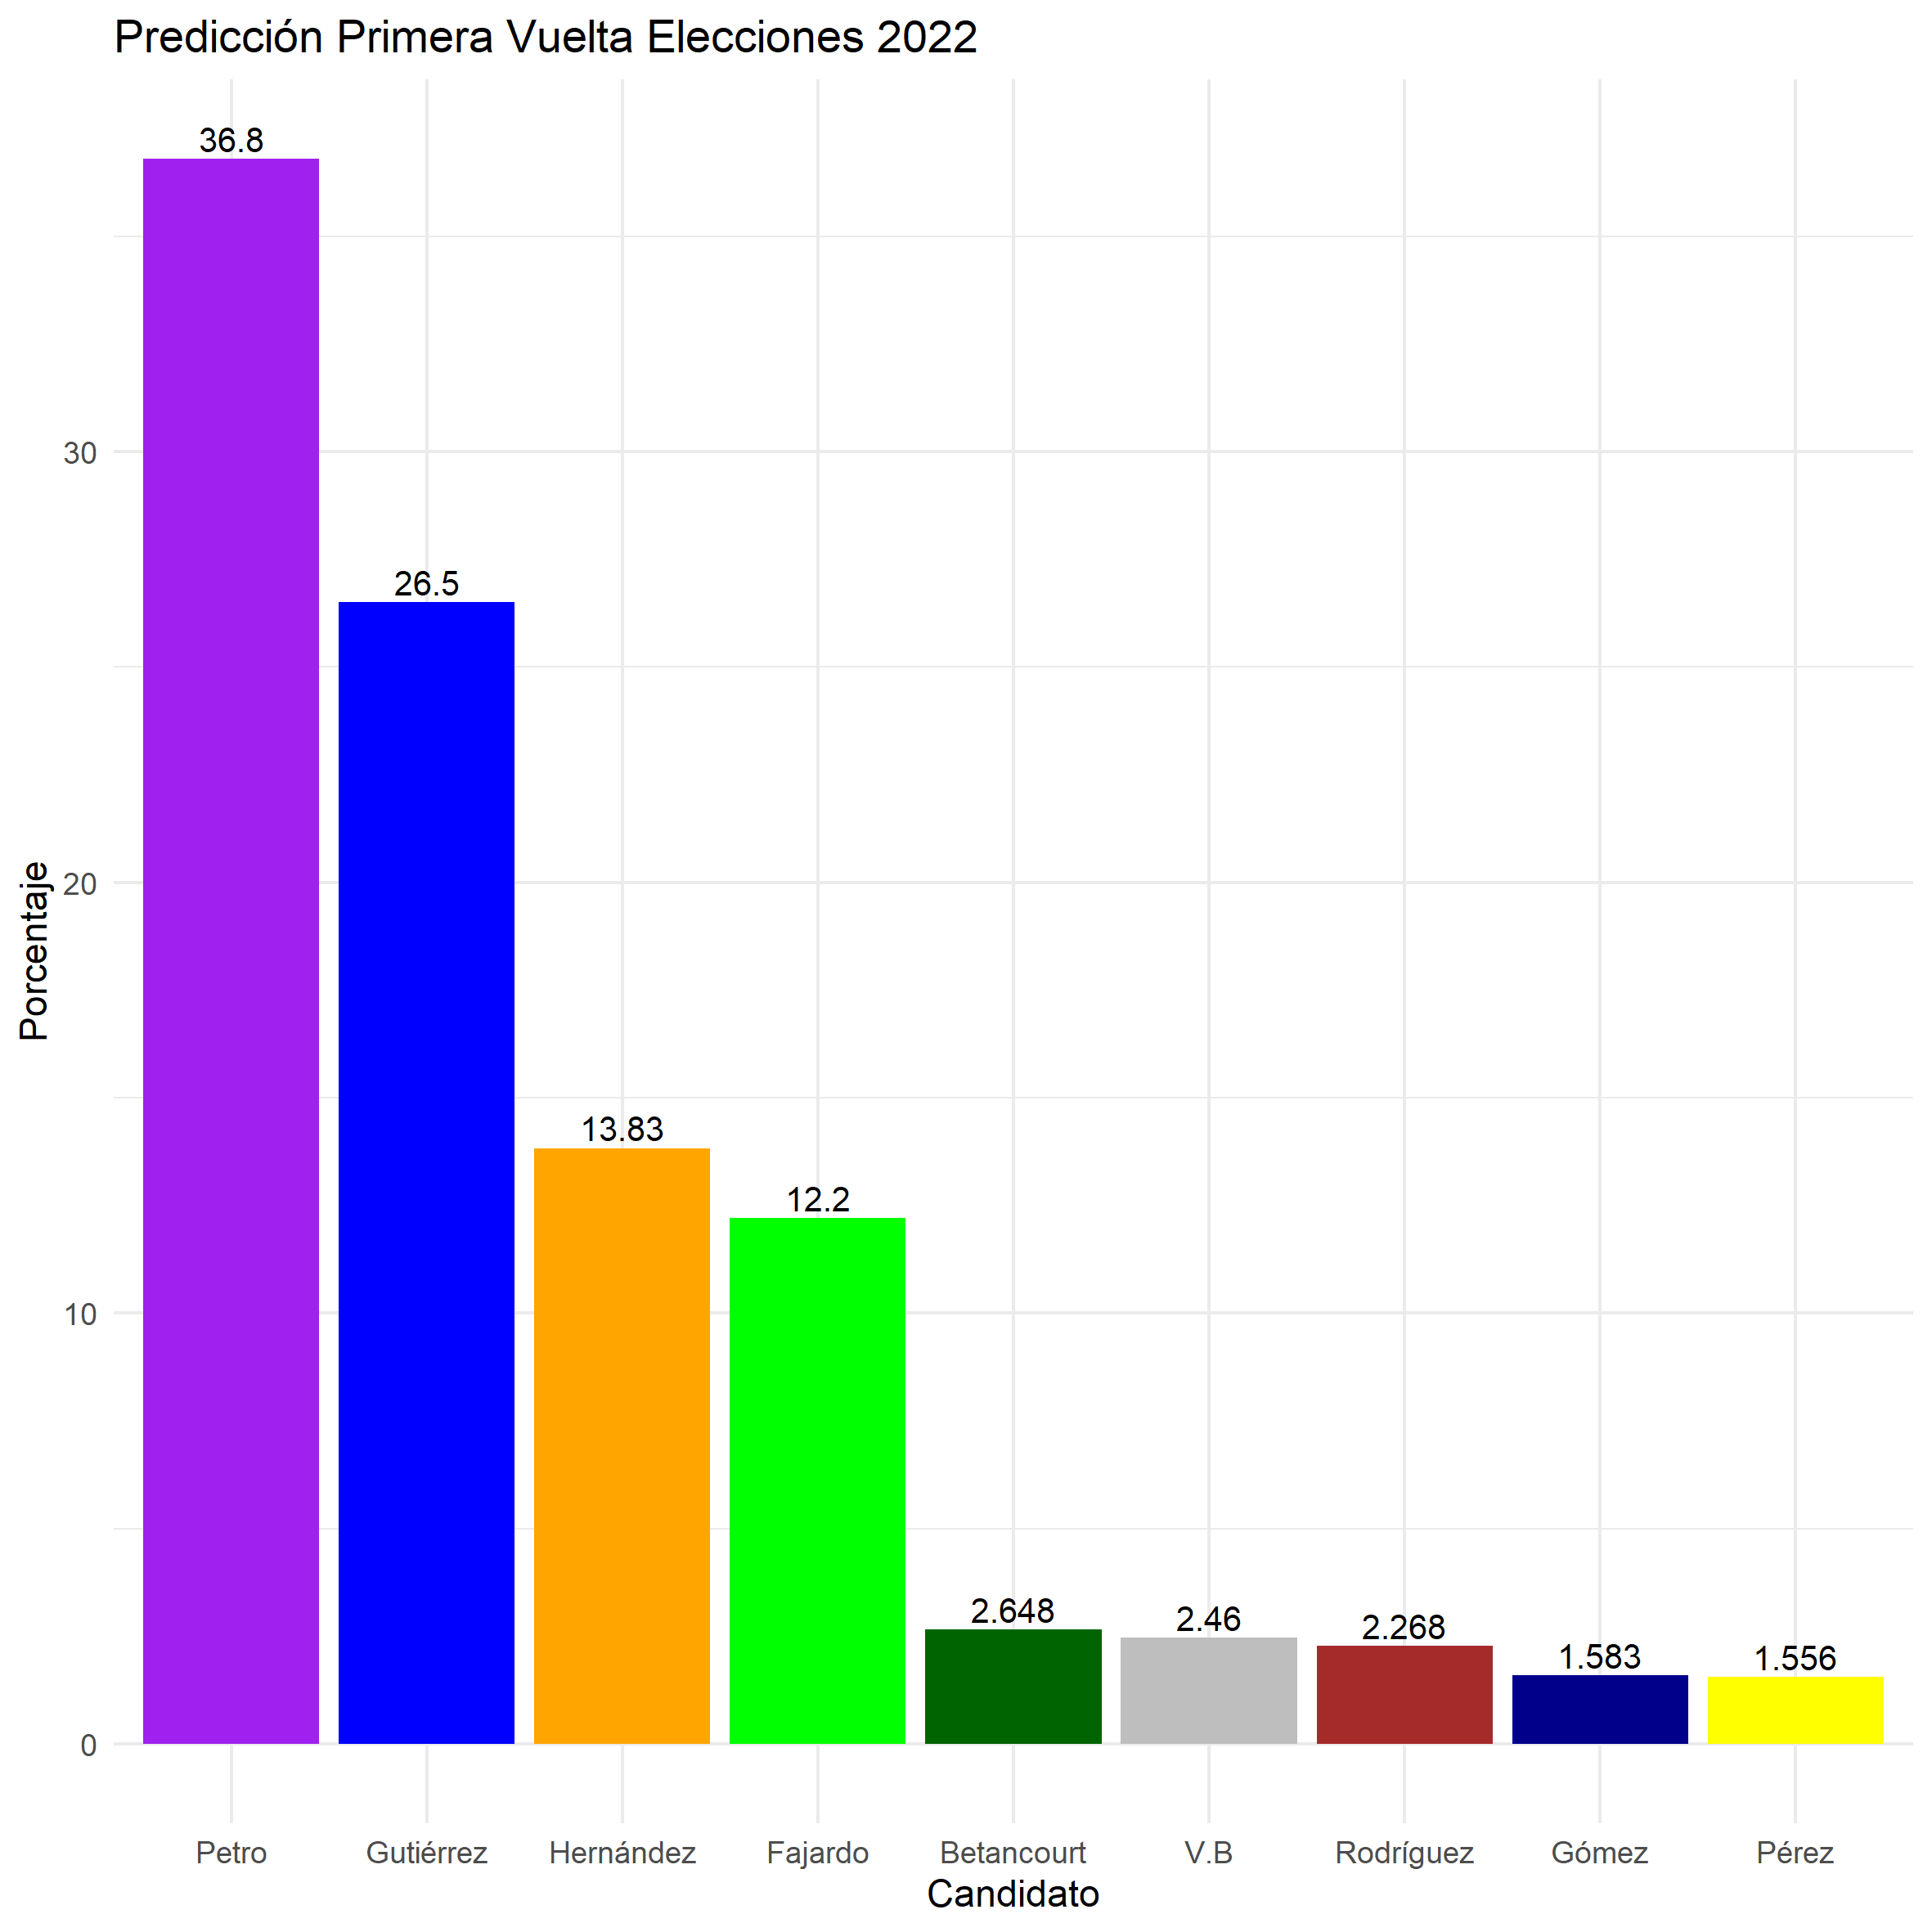 Predicción Primera Vuelta Elecciones 2022
36.8
26.5
13.83
12.2
2.648
2.46
2.268
1.583
1.556
Porcentaje
30
20
10
0
Petro
Gutiérrez
Hernández
Fajardo
Betancourt
V.B
Rodríguez
Gómez
Pérez
Candidato